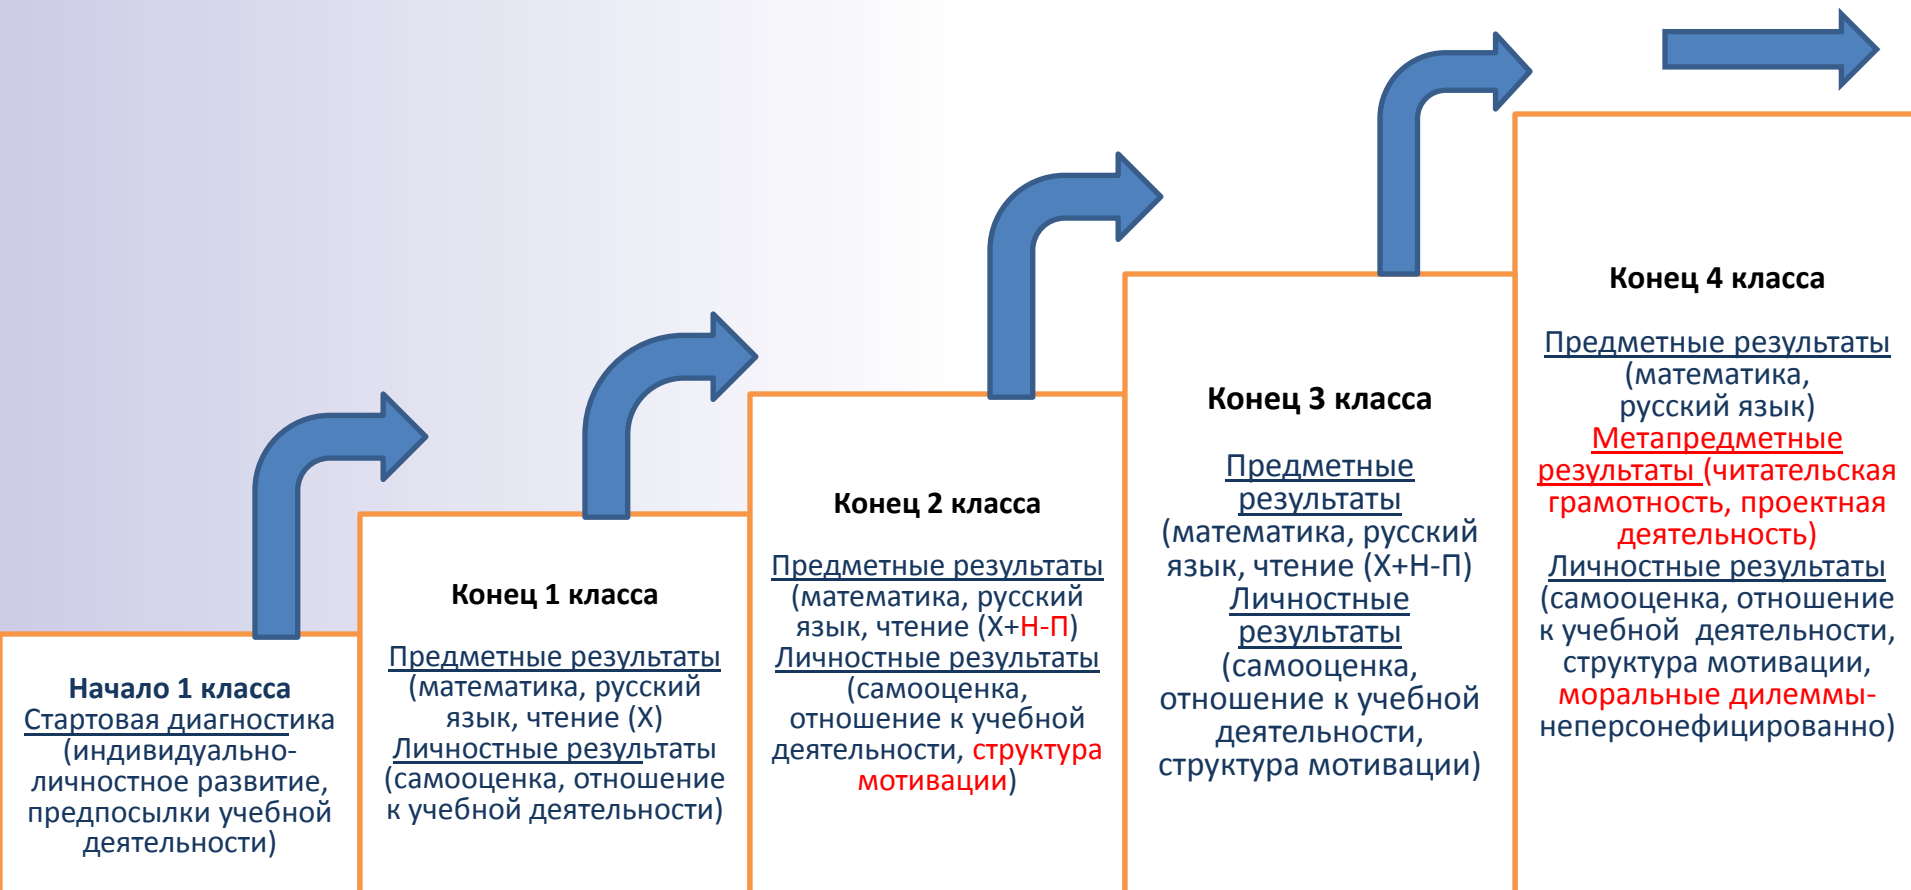 Начало 1 класса
Стартовая диагностика
(индивидуально-
личностное развитие,
предпосылки учебной
деятельности)
Конец 1 класса
Предметные результаты
(математика, русский
язык, чтение (Х)
Личностные результаты
(самооценка, отношение
к учебной деятельности)
Конец 2 класса
Предметные результаты
(математика, русский
язык, чтение (Х+Н-П)
Личностные результаты
(самооценка,
отношение к учебной
деятельности, структура
мотивации)
Конец 3 класса
Предметные
результаты
(математика, русский
язык, чтение (Х+Н-П)
Личностные
результаты
(самооценка,
отношение к учебной
деятельности,
структура мотивации)
Конец 4 класса
Предметные результаты
(математика,
русский язык)
Метапредметные
результаты (читательская
грамотность, проектная
деятельность)
Личностные результаты
(самооценка, отношение
к учебной деятельности,
структура мотивации,
моральные дилеммы-
неперсонефицированно)